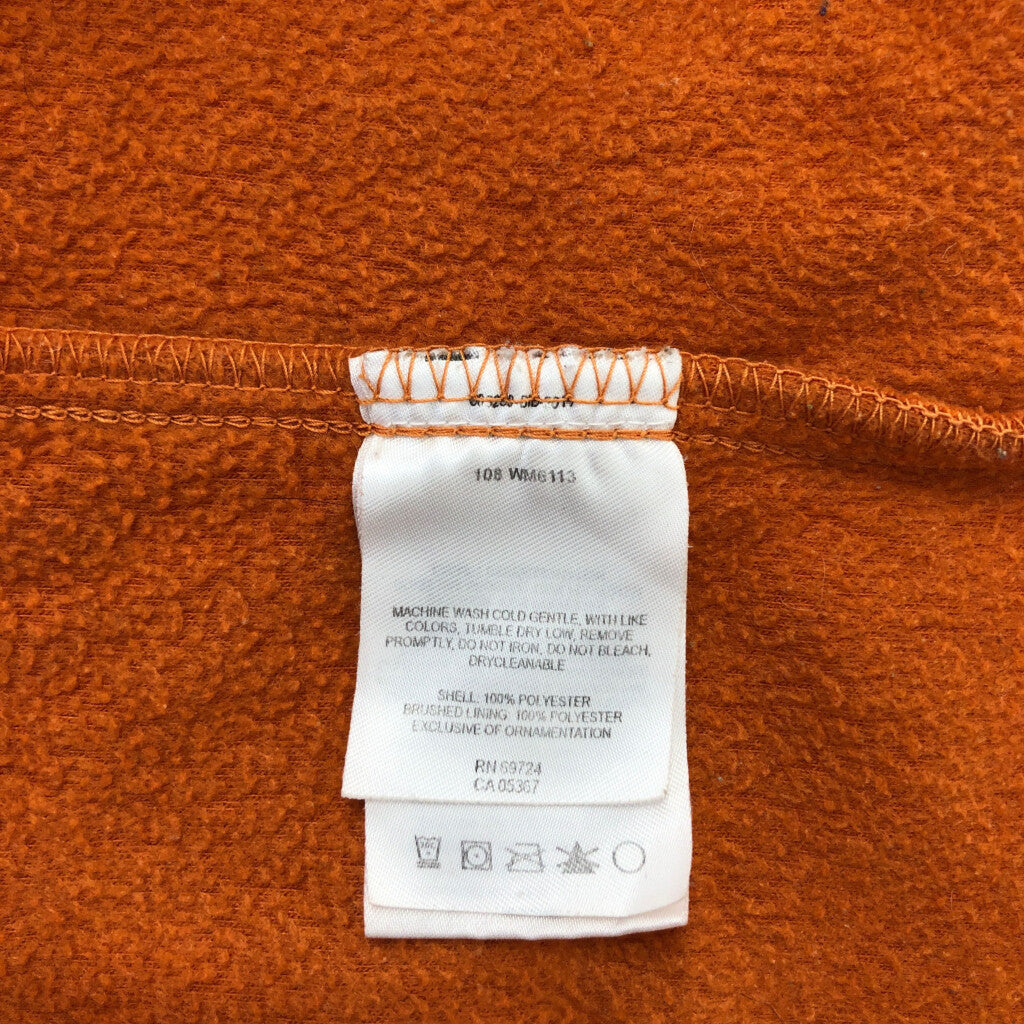 108 WM6113
MACHINE WASH COLD GENTLE, WITH LIKE
COLORS, TUMBLE DRY LOW, REMOVE
PROMPTLY, DO NOT IRON, DO NOT BLEACH,
DRYCLEANABLE
SHELL: 100% POLYESTER
BRUSHED LINING: 100% POLYESTER
EXCLUSIVE OF ORNAMENTATION
RN 69724
CA 05367